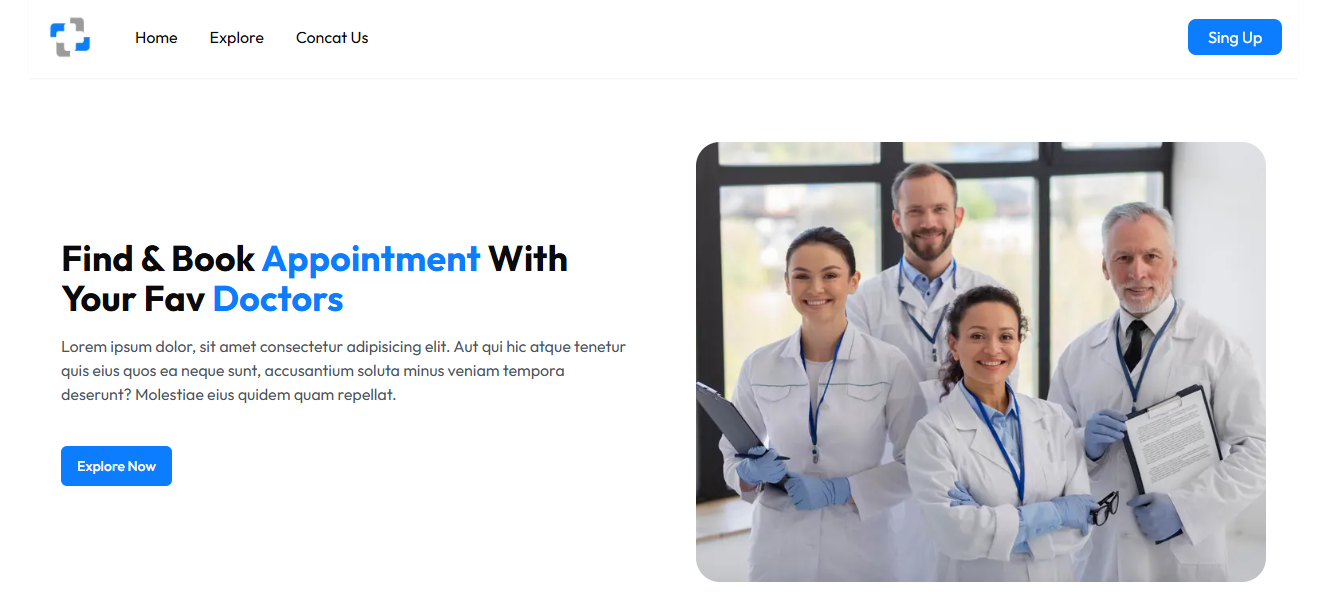 Home Explore Concat Us Sing Up
Find & Book Appointment With
Your Fav Doctors
Lorem ipsum dolor, sit amet consectetur adipisicing elit. Aut qui hic atque tenetur
quis eius quos ea neque sunt, accusantium soluta minus veniam tempora
deserunt? Molestiae eius quidem quam repellat.
Explore Now